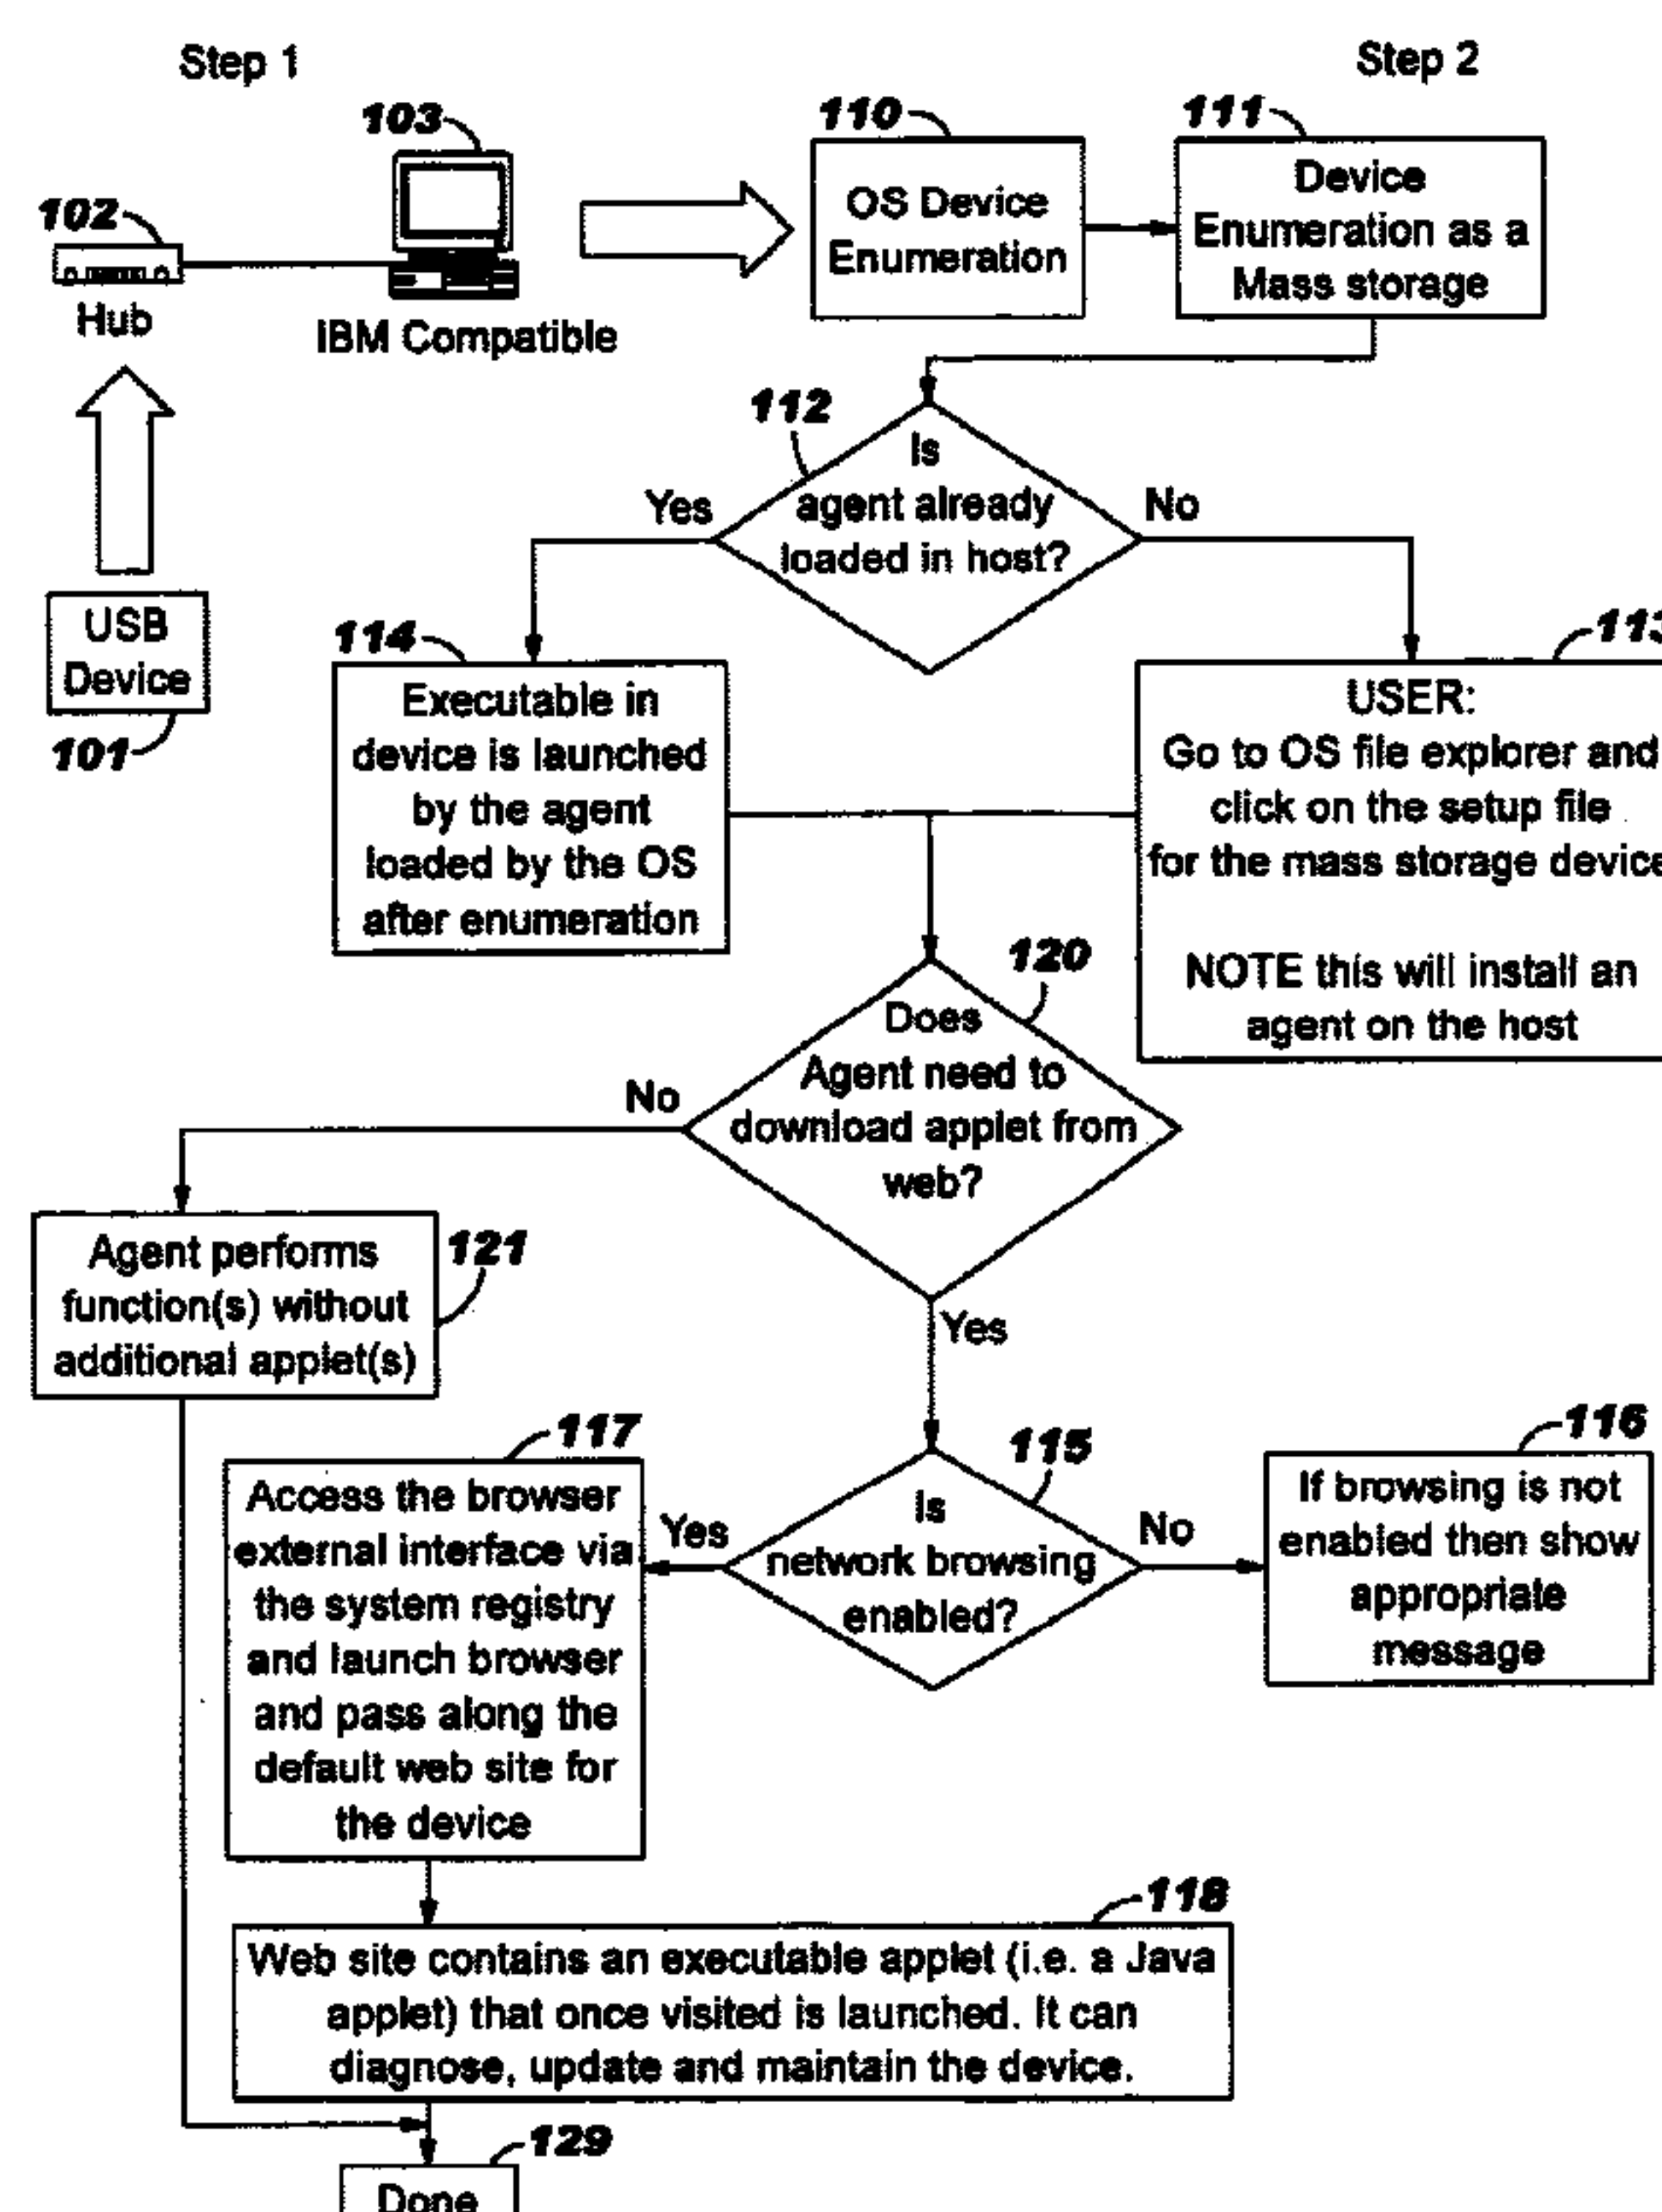 Step 1
Step 2
103
110
111
102
Hub
IBM Compatible
OS Device
Enumeration
Device
Enumeration as a
Mass storage
112
Is
agent already
loaded in host?
Yes
No
USB
Device
101
114
Executable in
device is launched
by the agent
loaded by the OS
after enumeration
113
USER:
Go to OS file explorer and
click on the setup file
for the mass storage device
NOTE this will install an
agent on the host
120
Does
Agent need to
download applet from
web?
No
Yes
Agent performs
function(s) without
additional applet(s)
121
117
Access the browser
external interface via
the system registry
and launch browser
and pass along the
default web site for
the device
115
Is
network browsing
enabled?
Yes
No
116
If browsing is not
enabled then show
appropriate
message
118
Web site contains an executable applet (i.e. a Java
applet) that once visited is launched. It can
diagnose, update and maintain the device.
129
Done